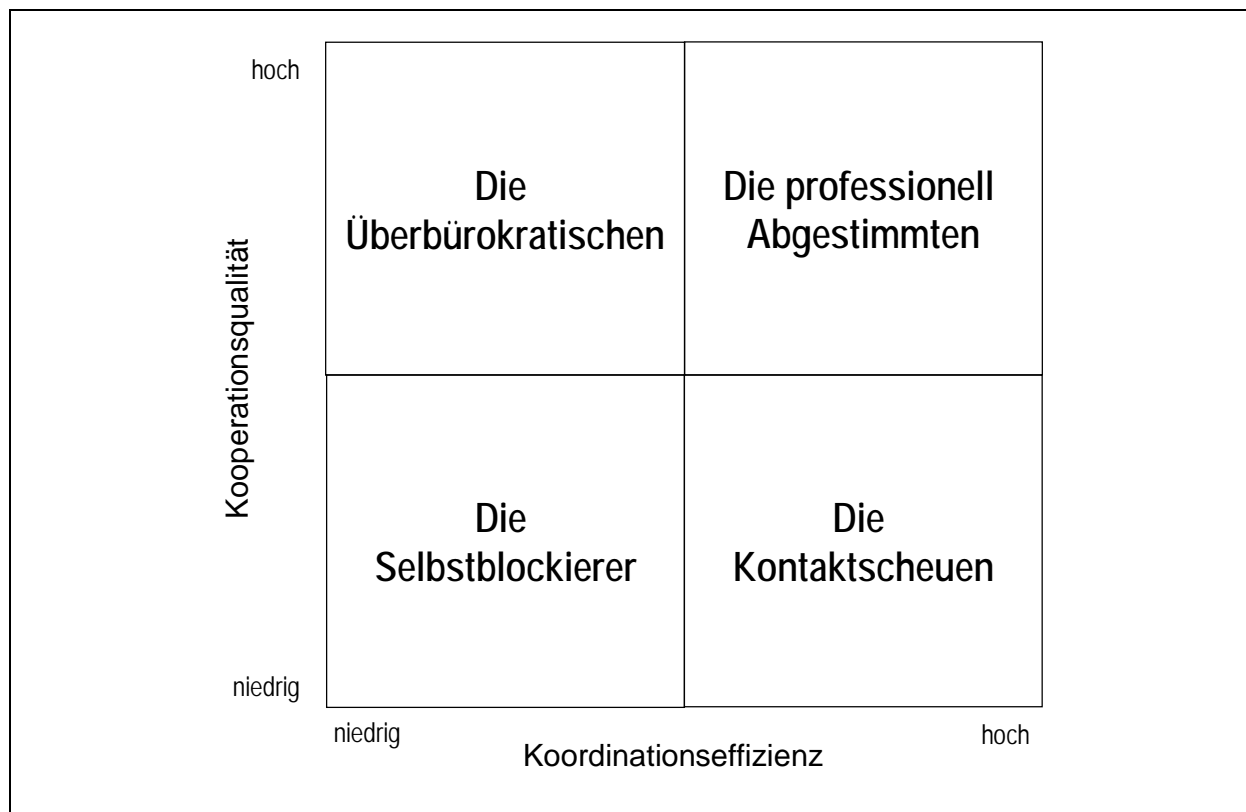 hoch
Die
Überbürokratischen
Die professionell
Abgestimmten
Kooperationsqualität
Die
Selbstblockierer
Die
Kontaktscheuen
niedrig
niedrig
hoch
Koordinationseffizienz